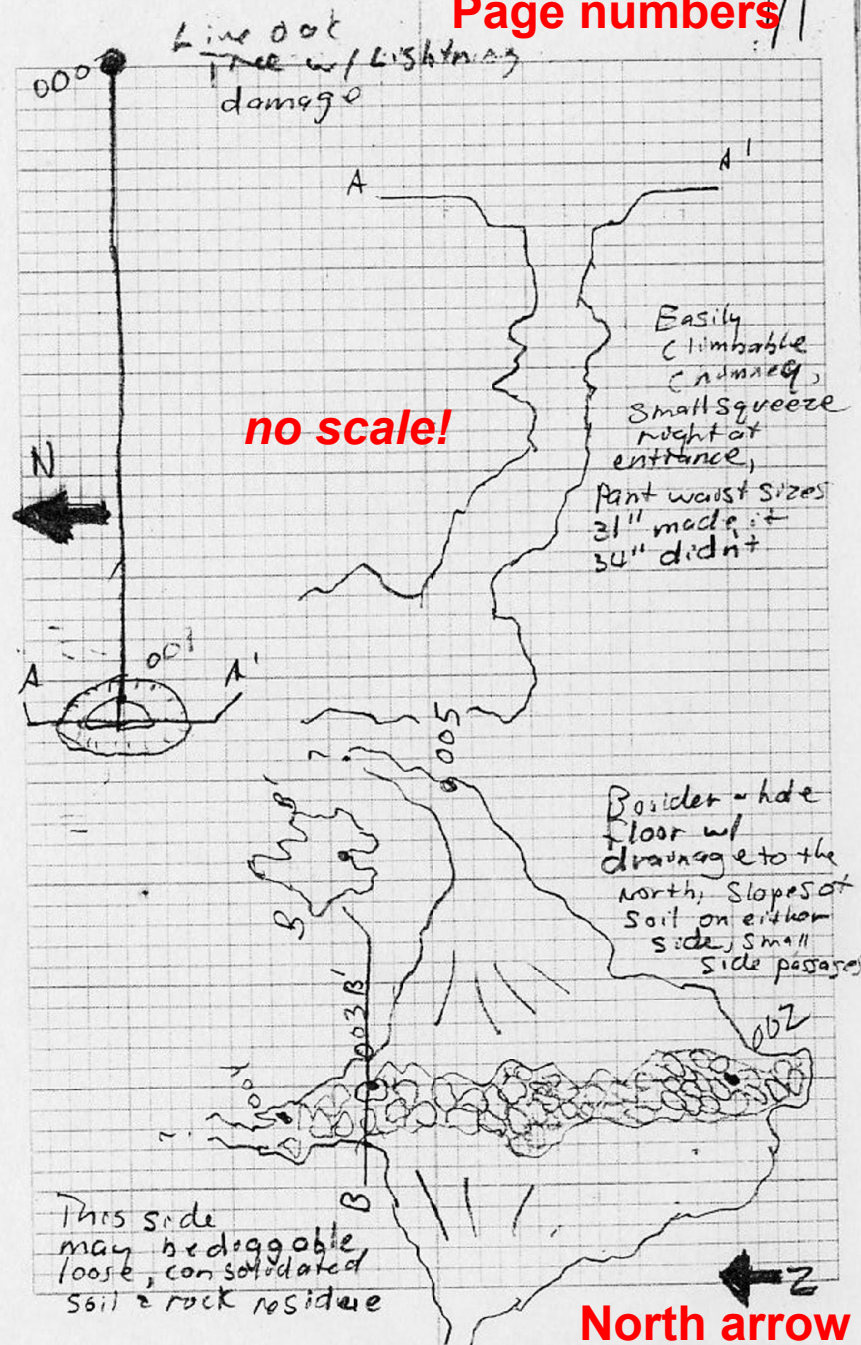 Page numbers
1/1
000
Live Oak
Tree w/ Lightning
damage
A
A'
Easily
Climbable
Chimney,
Small squeeze
right at
entrance,
Pant waist sizes
31" made it
34" didn't
no scale!
N
001
A
A'
005
?
B'
B
Boulder - hole
floor w/
drainage to the
North, Slopes of
Soil on either
side, small
side passages
003 B'
002
?
B
This side
may be diggable
loose, consolidated
soil & rock residue
N
North arrow